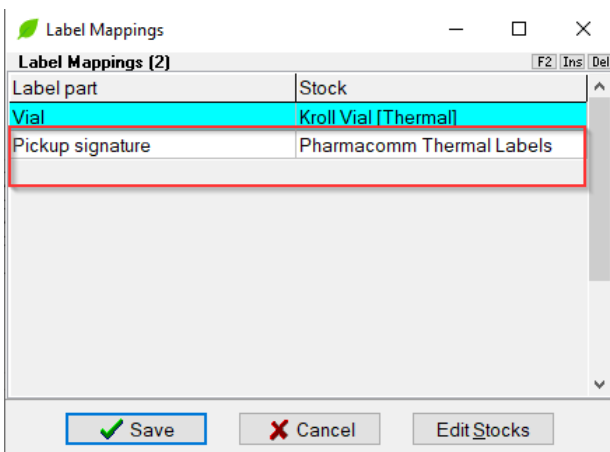 Label Mappings
Label Mappings (2) F2 Ins Del
Label part Stock
Vial Kroll Vial [Thermal]
Pickup signature Pharmacomm Thermal Labels
Save Cancel Edit Stocks